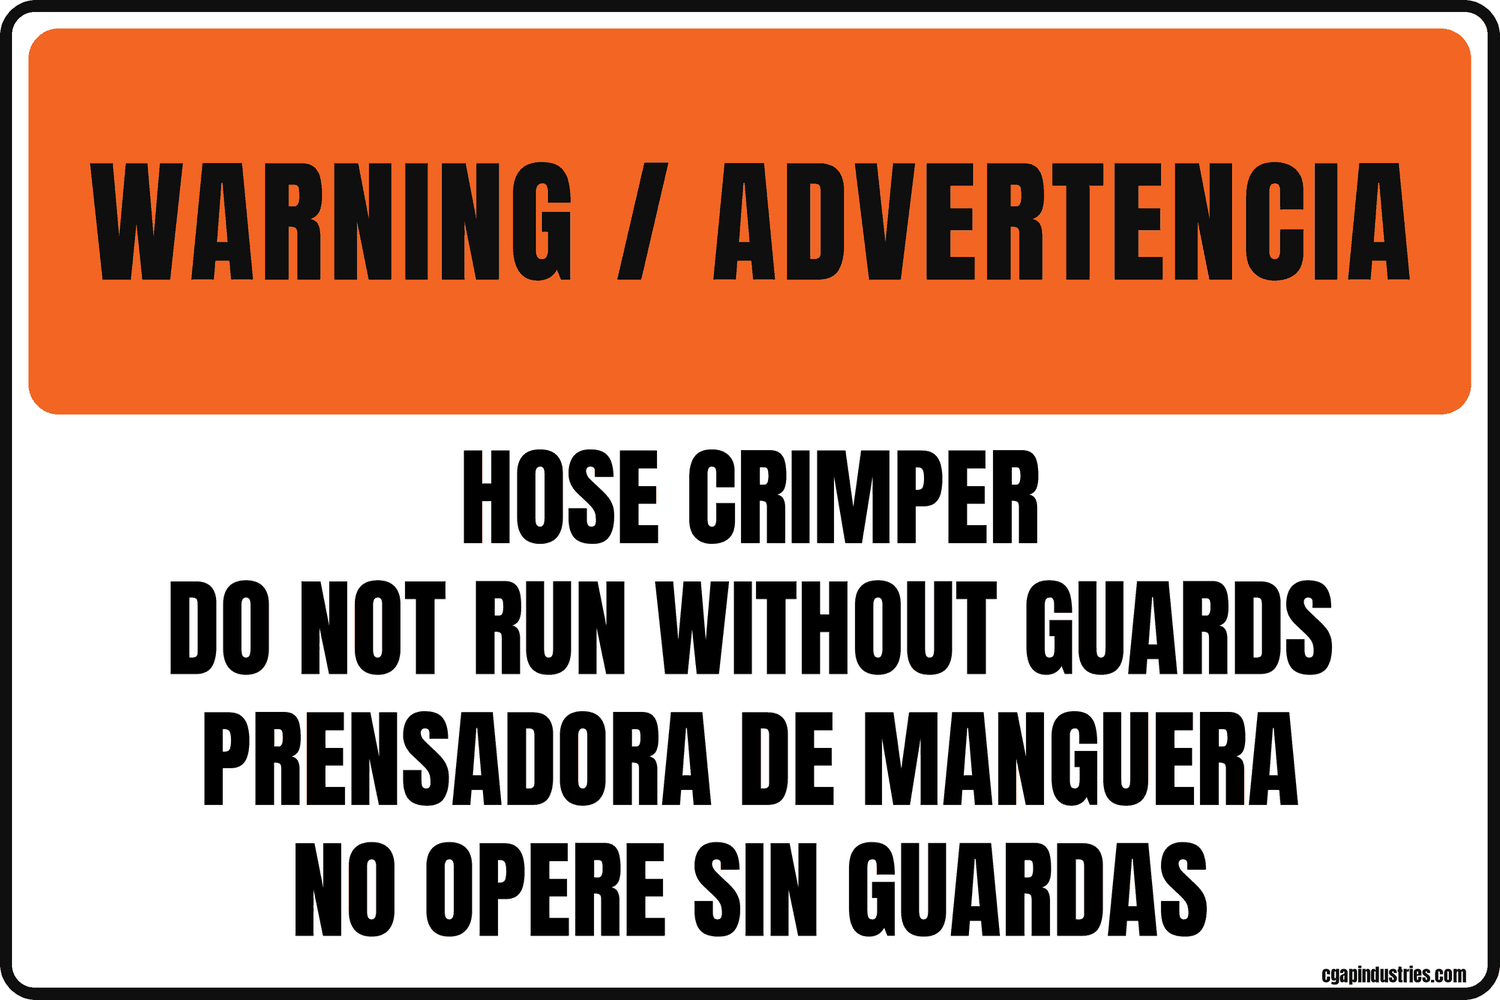 WARNING / ADVERTENCIA
HOSE CRIMPER
DO NOT RUN WITHOUT GUARDS
PRENSADORA DE MANGUERA
NO OPERE SIN GUARDAS
cgapindustries.com